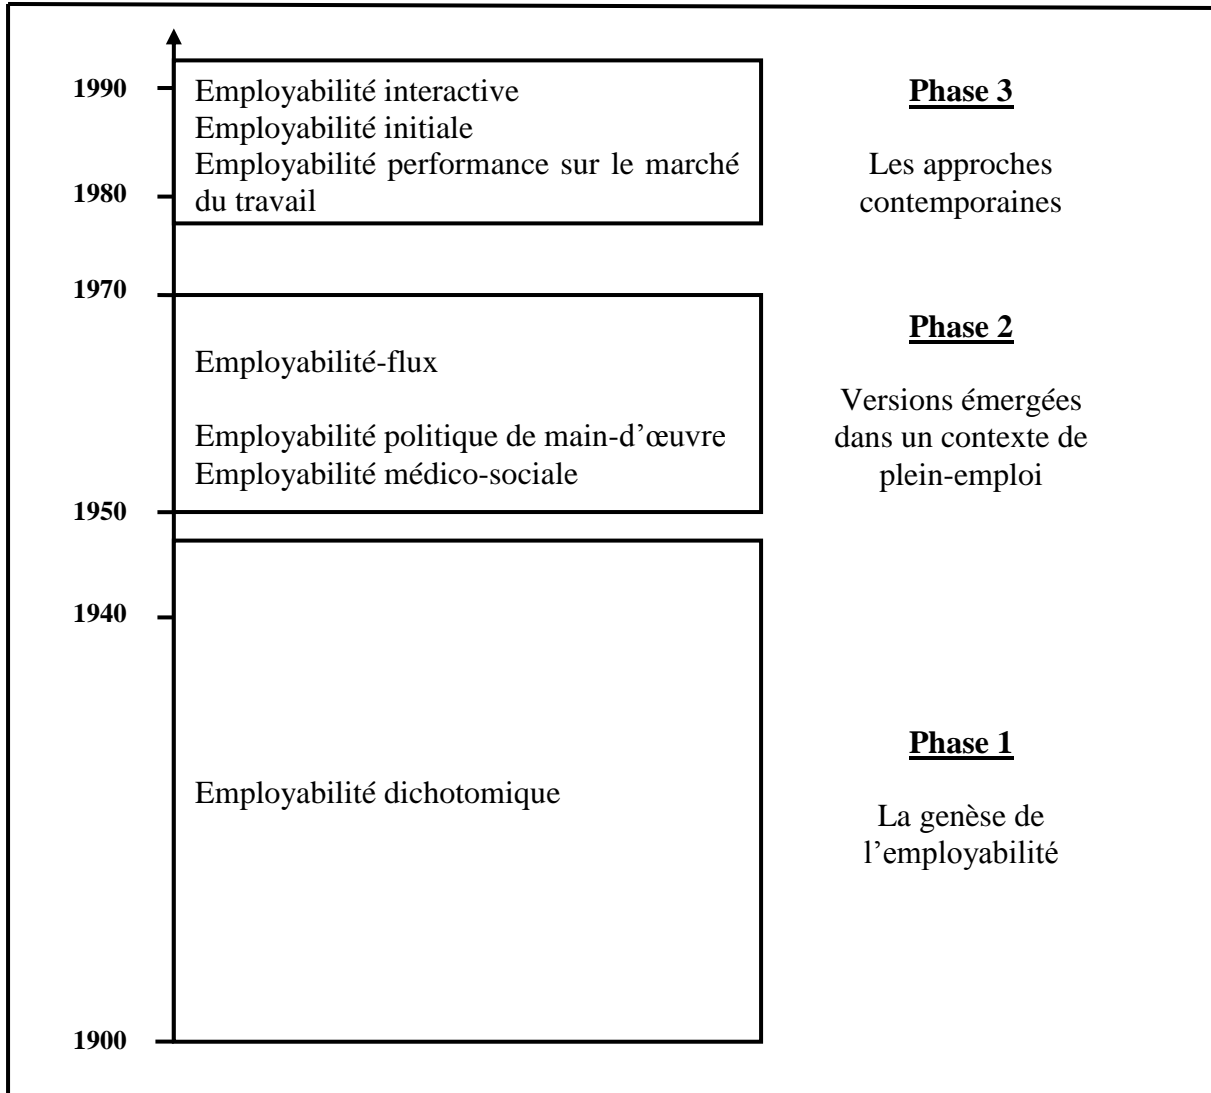 1990
Employabilité interactive
Phase 3
Employabilité initiale
Employabilité performance sur le marché
Les approches
1980
du travail
contemporaines
1970
Phase 2
Employabilité-flux
Versions émergées
Employabilité politique de main-d’œuvre
dans un contexte de
Employabilité médico-sociale
plein-emploi
1950
1940
Phase 1
Employabilité dichotomique
La genèse de
l’employabilité
1900